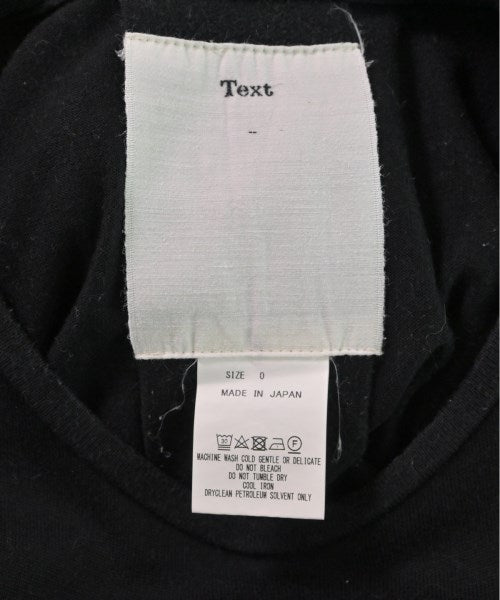 Text
--
SIZE 0
MADE IN JAPAN
30 F
MACHINE WASH COLD GENTLE OR DELICATE
DO NOT BLEACH
DO NOT TUMBLE DRY
COOL IRON
DRYCLEAN PETROLEUM SOLVENT ONLY